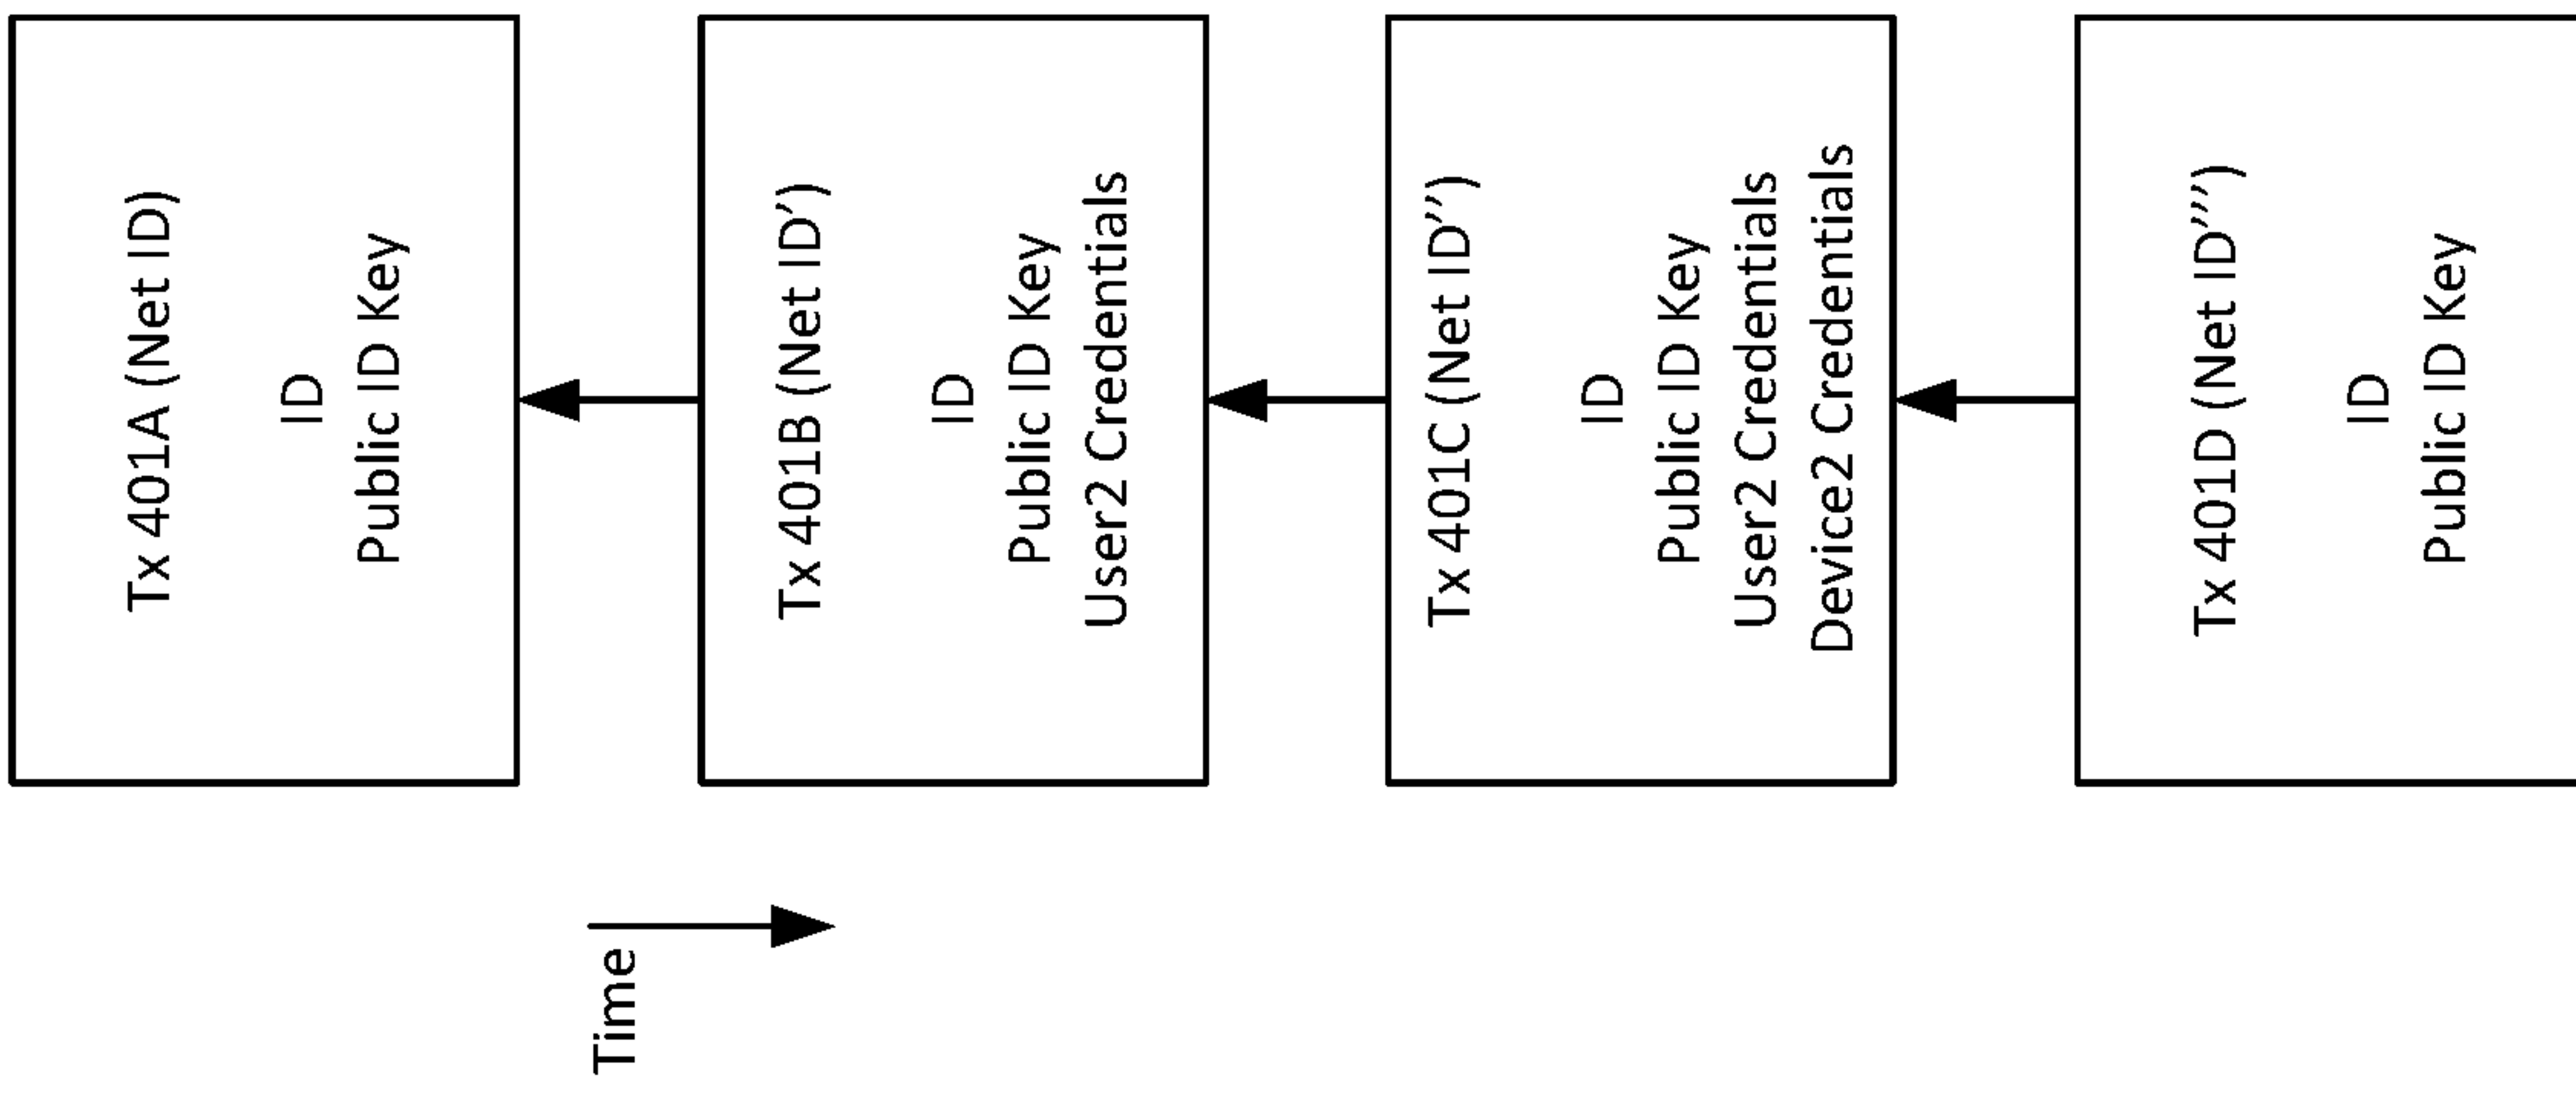 Tx 401A (Net ID)
ID
Public ID Key
Time
Tx 401B (Net ID′)
ID
Public ID Key
User2 Credentials
Tx 401C (Net ID′′)
ID
Public ID Key
User2 Credentials
Device2 Credentials
Tx 401D (Net ID′′′)
ID
Public ID Key